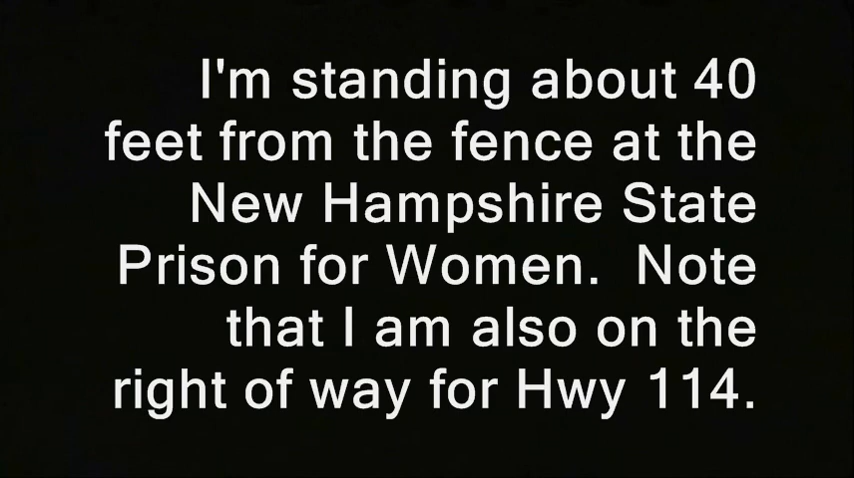 I'm standing about 40
feet from the fence at the
New Hampshire State
Prison for Women.  Note
that I am also on the
right of way for Hwy 114.